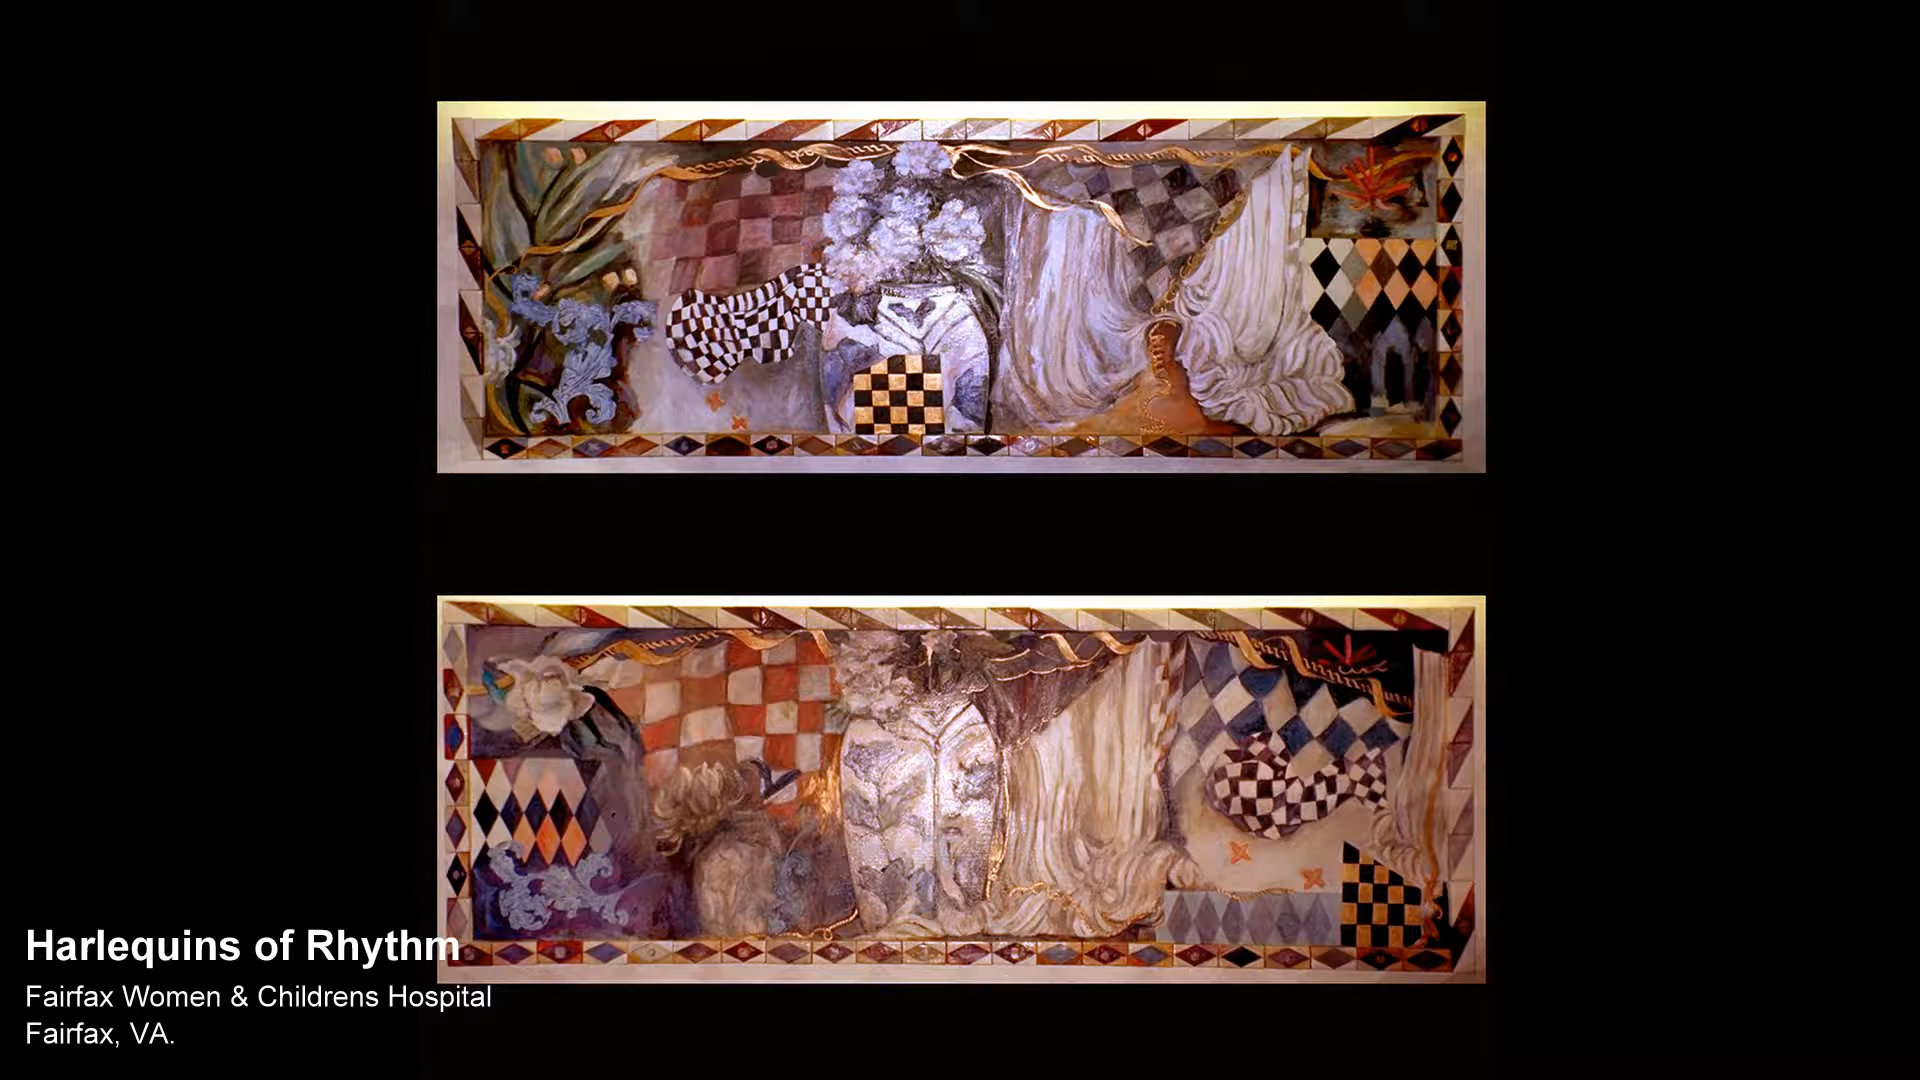 Harlequins of Rhythm
Fairfax Women & Childrens Hospital
Fairfax, VA.